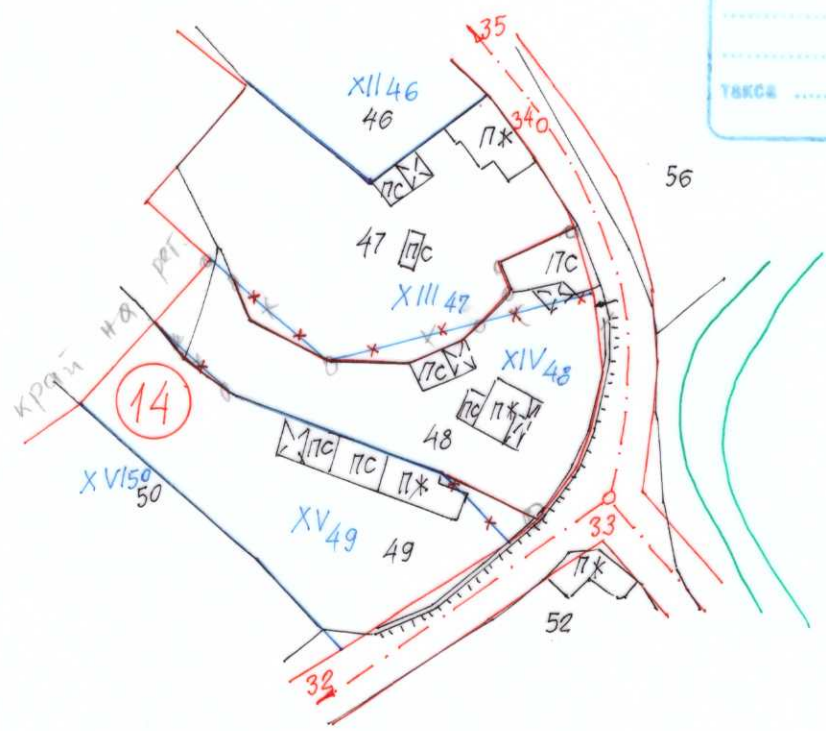 35
XII 46
46
340
ПЖ
такса .....
56
ПС
47
ПС
ПС
XIII 47
край на рег.
XIV 48
ПС
14
ПС ПЖ
48
ПС ПС ПЖ
XVI 50
50
XV 49
49
33
ПЖ
52
32